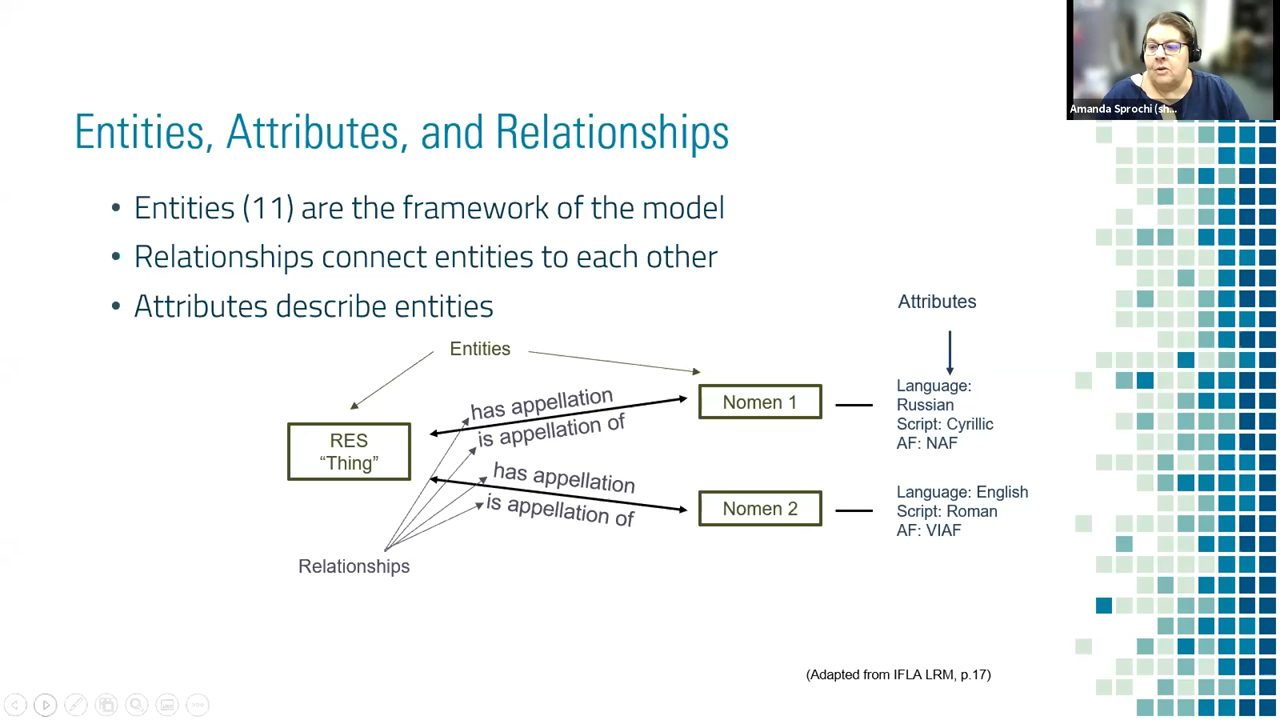 Amanda Sprochi (sh...
Entities, Attributes, and Relationships
• Entities (11) are the framework of the model
• Relationships connect entities to each other
• Attributes describe entities
Attributes
Entities
has appellation
is appellation of
Nomen 1
Language:
Russian
Script: Cyrillic
AF: NAF
RES
“Thing”
has appellation
is appellation of
Nomen 2
Language: English
Script: Roman
AF: VIAF
Relationships
(Adapted from IFLA LRM, p.17)